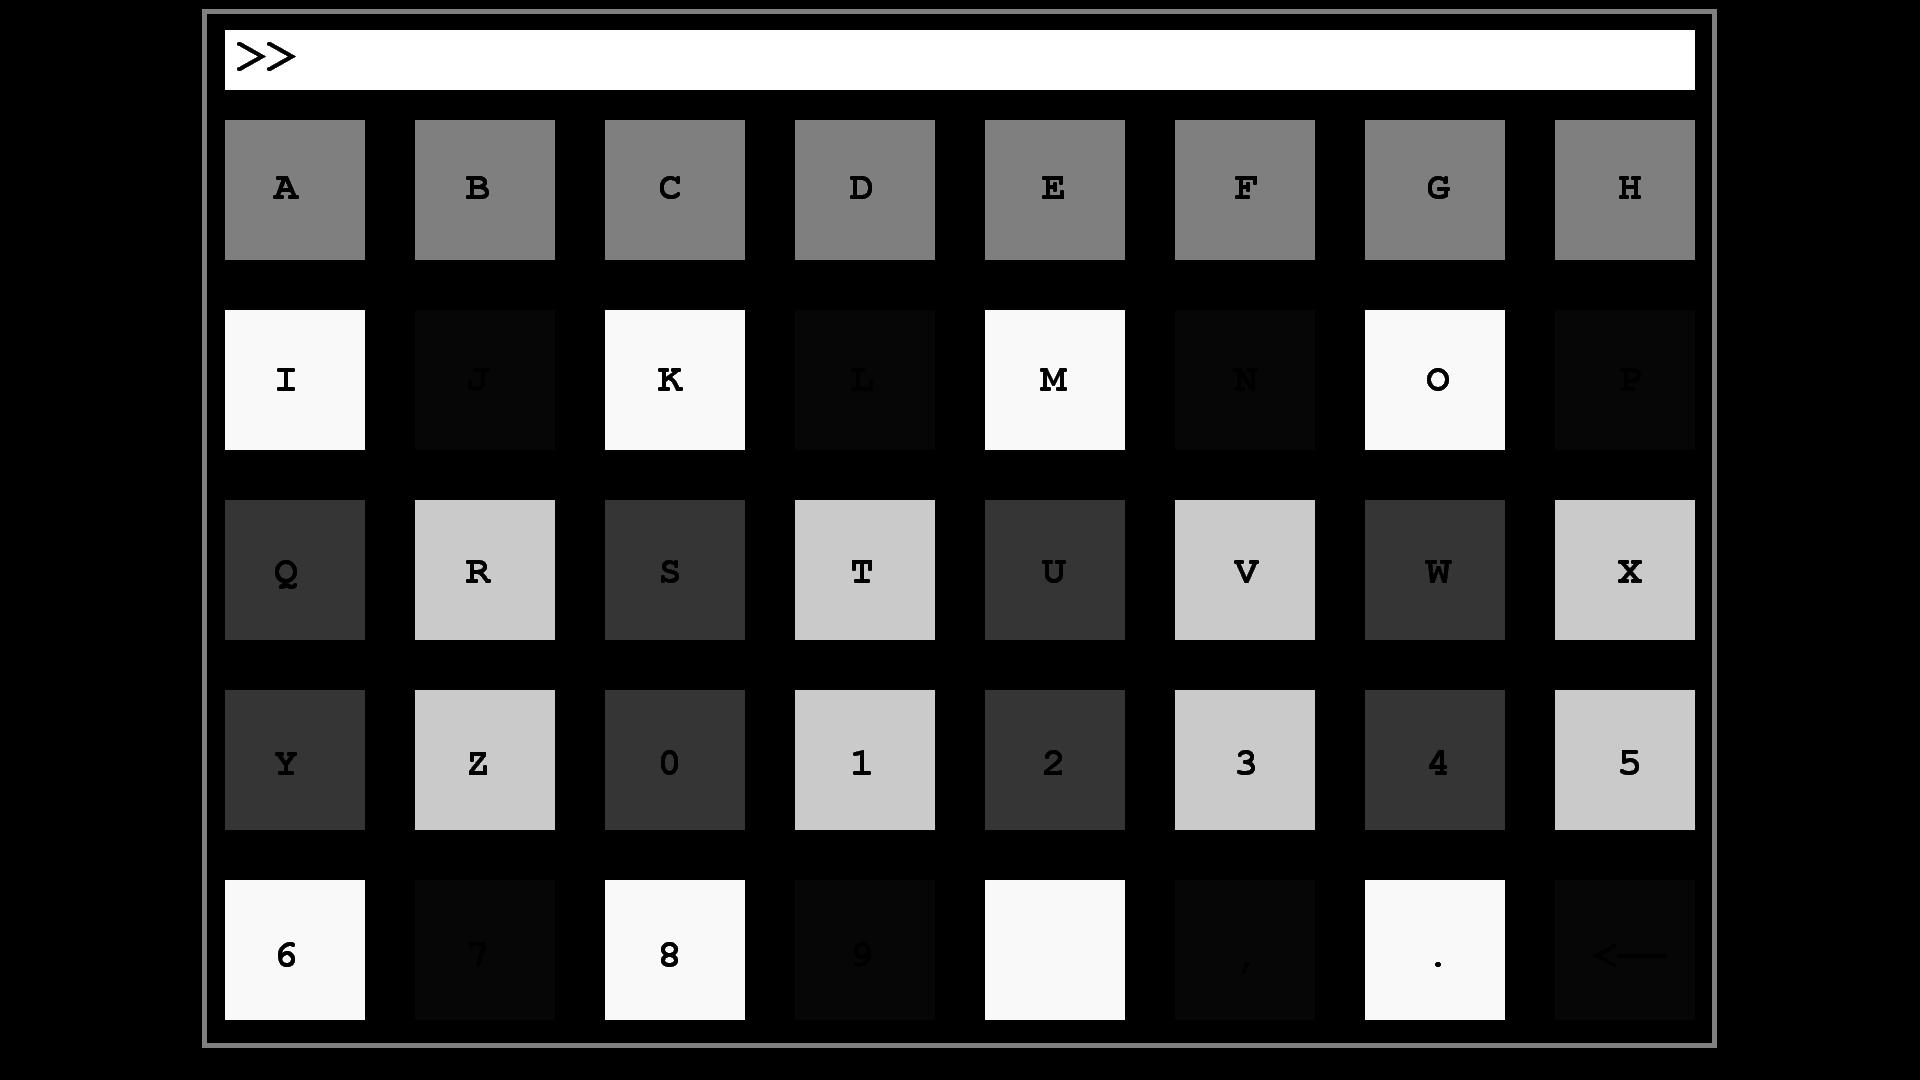 >>
A B C D E F G H
I J K L M N O P
Q R S T U V W X
Y Z 0 1 2 3 4 5
6 7 8 9 , . <—